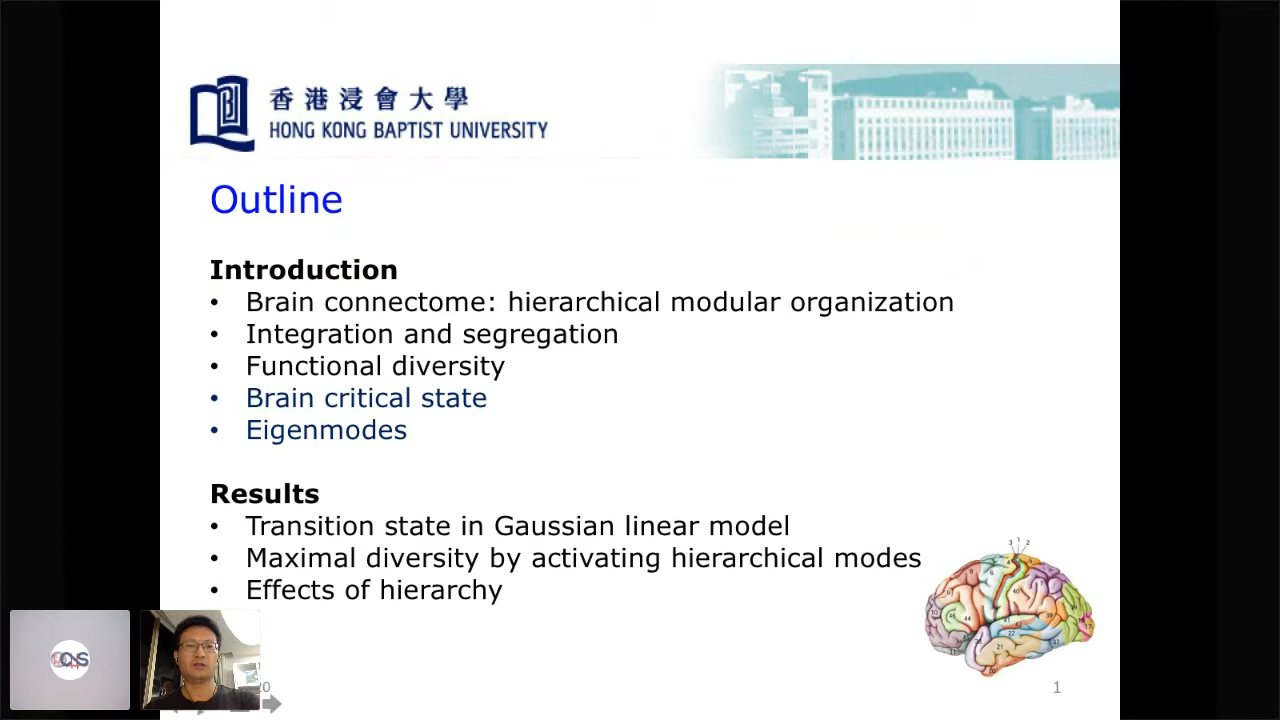 香港浸會大學
HONG KONG BAPTIST UNIVERSITY
Outline
Introduction
• Brain connectome: hierarchical modular organization
• Integration and segregation
• Functional diversity
• Brain critical state
• Eigenmodes
Results
• Transition state in Gaussian linear model
• Maximal diversity by activating hierarchical modes
• Effects of hierarchy
1